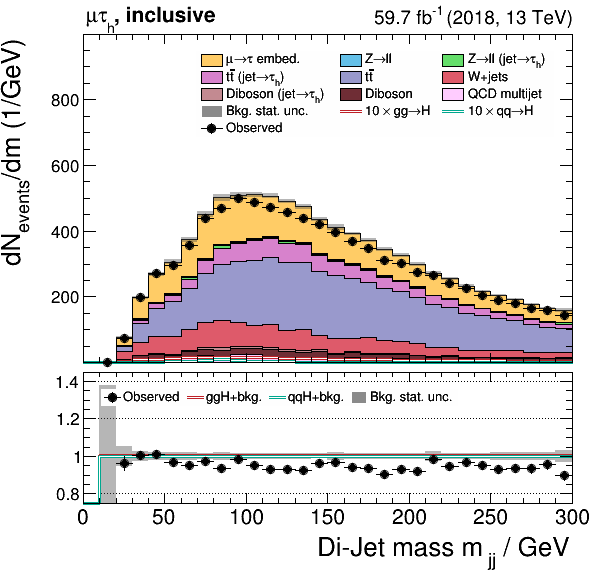 μτh, inclusive
59.7 fb⁻¹ (2018, 13 TeV)
dNevents/dm (1/GeV)
800
600
400
200
μ→τ embed. Z→ll Z→ll (jet→τh)
tt̄ (jet→τh) tt̄ W+jets
Diboson (jet→τh) Diboson QCD multijet
Bkg. stat. unc. 10 × gg→H 10 × qq→H
Observed
1.4
1.2
1
0.8
Observed ggH+bkg. qqH+bkg. Bkg. stat. unc.
0 50 100 150 200 250 300
Di-Jet mass mjj / GeV